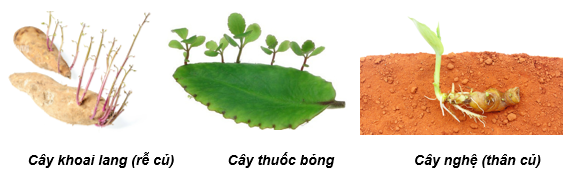 Cây khoai lang (rễ củ) Cây thuốc bỏng Cây nghệ (thân củ)